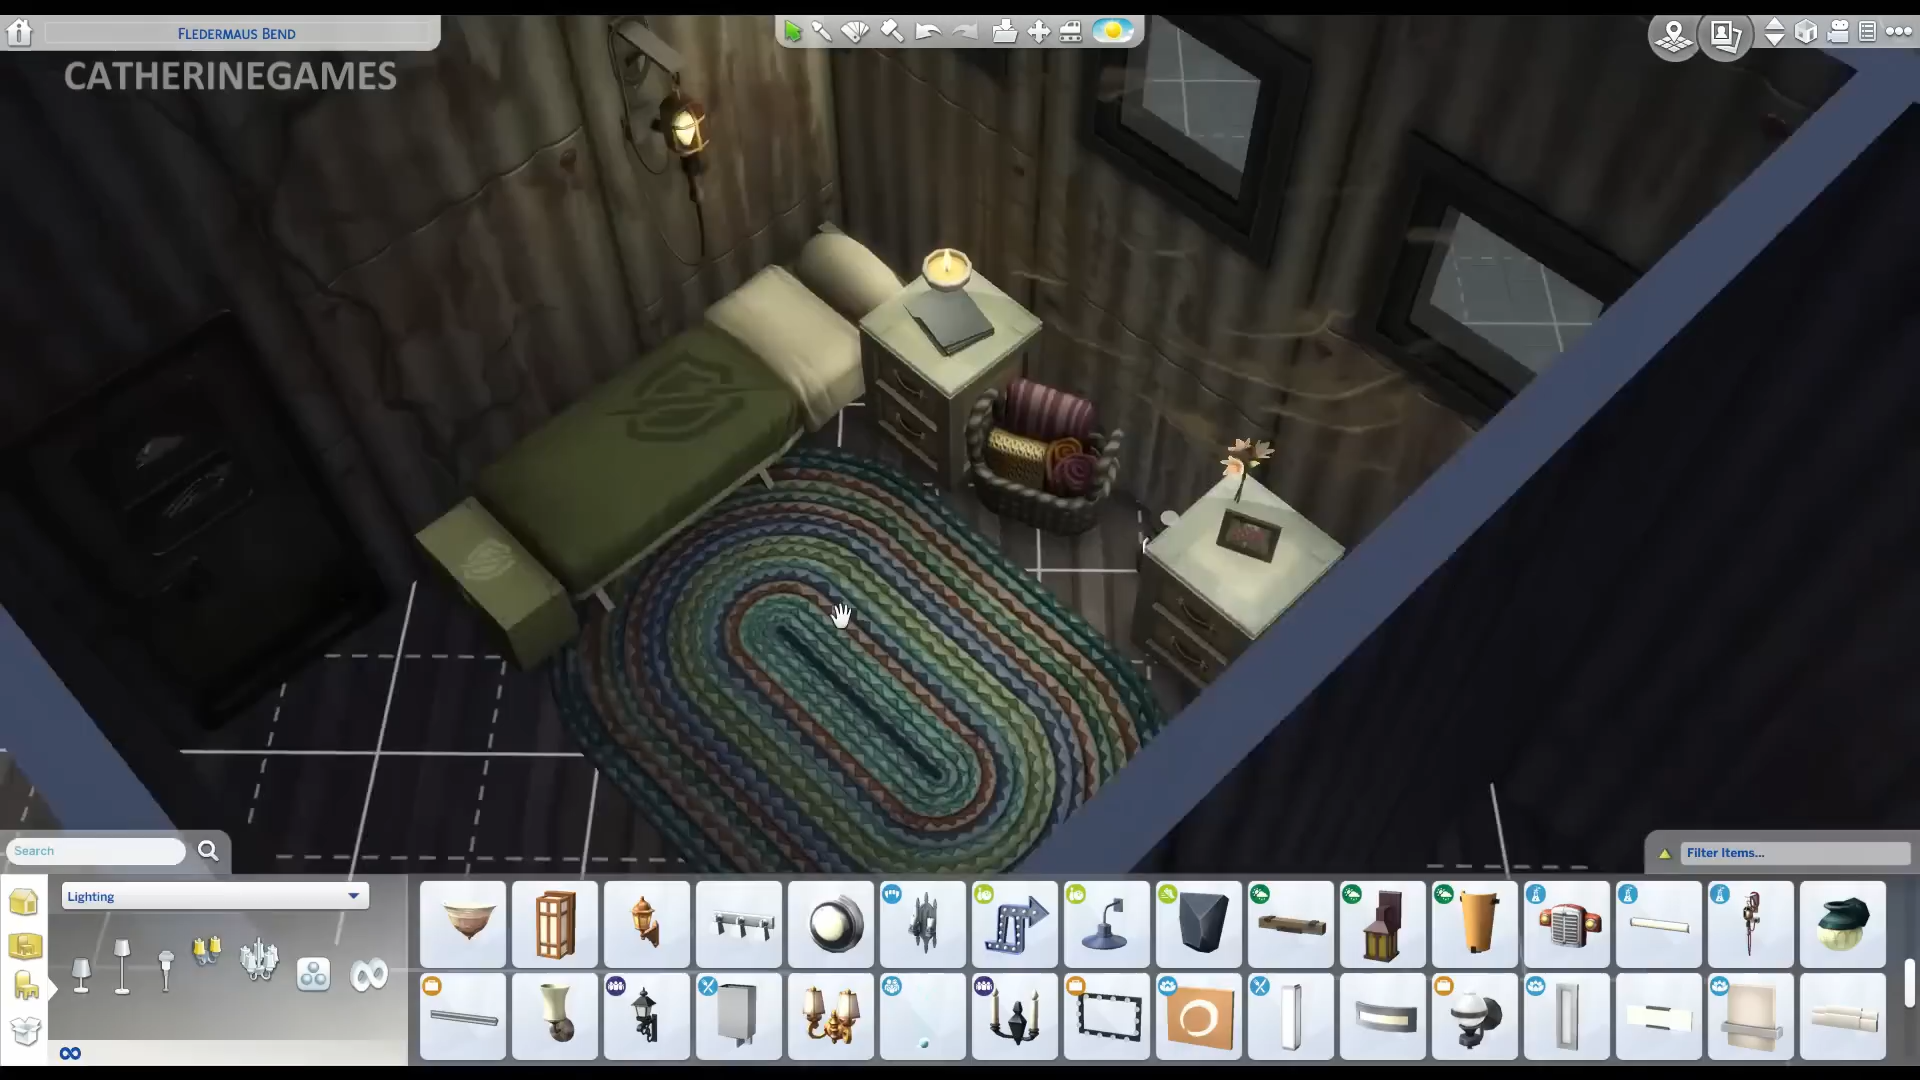 FLEDERMAUS BEND
CATHERINEGAMES
Search
Filter Items...
Lighting